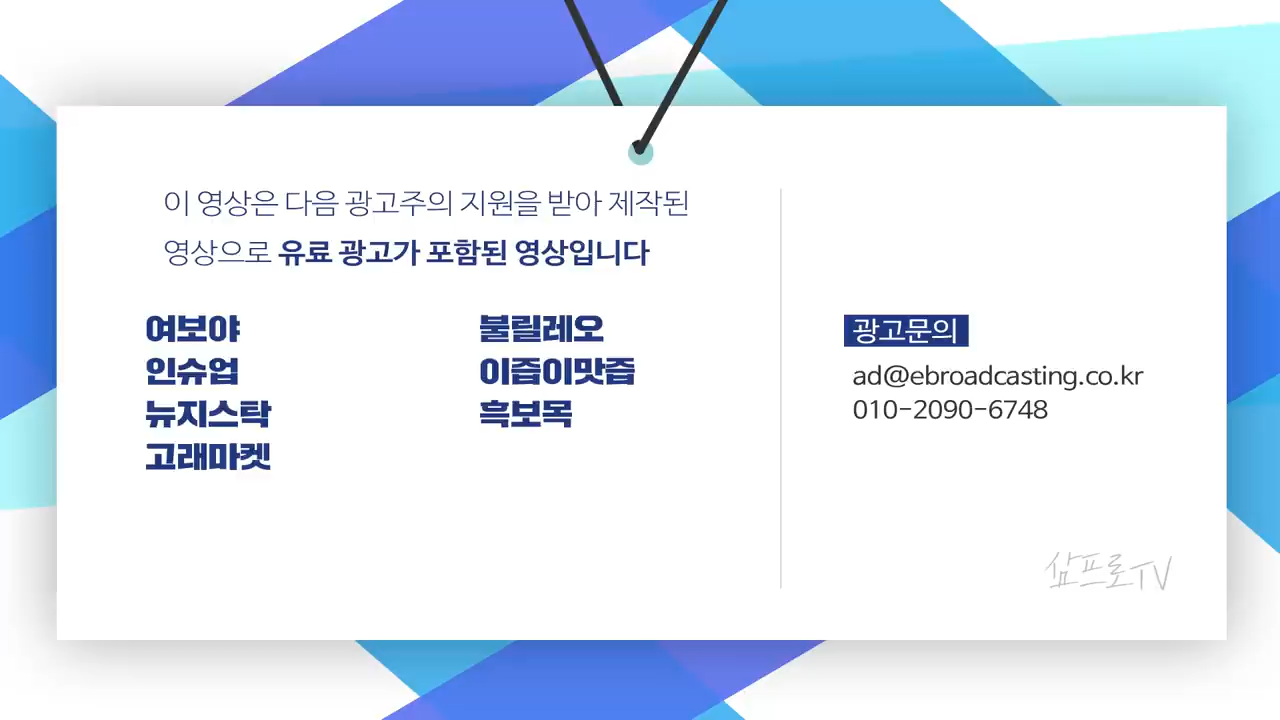 이 영상은 다음 광고주의 지원을 받아 제작된
영상으로 유료 광고가 포함된 영상입니다
여보야
인슈업
뉴지스탁
고래마켓
불릴레오
이즙이맛즙
흑보목
광고문의
ad@ebroadcasting.co.kr
010-2090-6748
삼프로TV